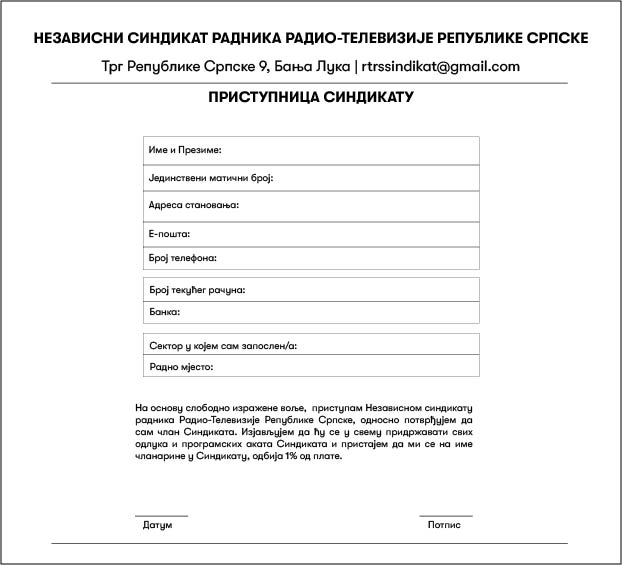 НЕЗАВИСНИ СИНДИКАТ РАДНИКА РАДИО-ТЕЛЕВИЗИЈЕ РЕПУБЛИКЕ СРПСКЕ
Трг Републике Српске 9, Бања Лука | rtrssindikat@gmail.com
ПРИСТУПНИЦА СИНДИКАТУ
Име и Презиме:
Јединствени матични број:
Адреса становања:
Е-пошта:
Број телефона:
Број текућег рачуна:
Банка:
Сектор у којем сам запослен/а:
Радно мјесто:
На основу слободно изражене воље, приступам Независном синдикату
радника Радио-Телевизије Републике Српске, односно потврђујем да
сам члан Синдиката. Изјављујем да ћу се у свему придржавати свих
одлука и програмских аката Синдиката и пристајем да ми се на име
чланарине у Синдикату, одбија 1% од плате.
Датум Потпис